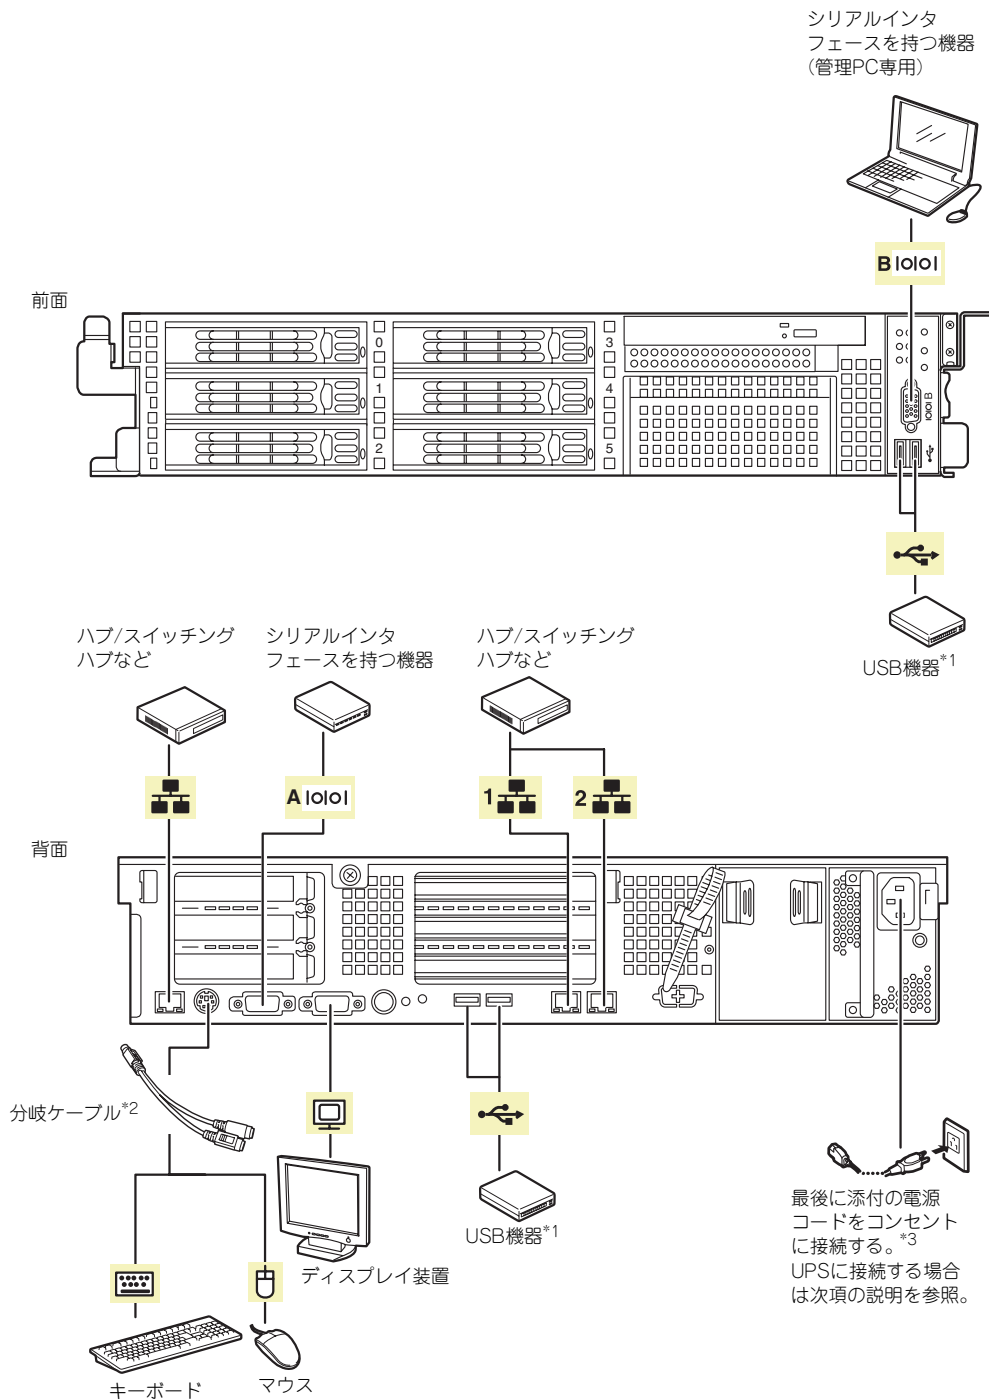 シリアルインタ
フェースを持つ機器
(管理PC専用)
B
前面
0
3
1
4
2
5
B
USB機器*1
ハブ/スイッチング
ハブなど
シリアルインタ
フェースを持つ機器
ハブ/スイッチング
ハブなど
A
1
2
背面
分岐ケーブル*2
USB機器*1
ディスプレイ装置
キーボード
マウス
最後に添付の電源
コードをコンセント
に接続する。*3
UPSに接続する場合
は次項の説明を参照。